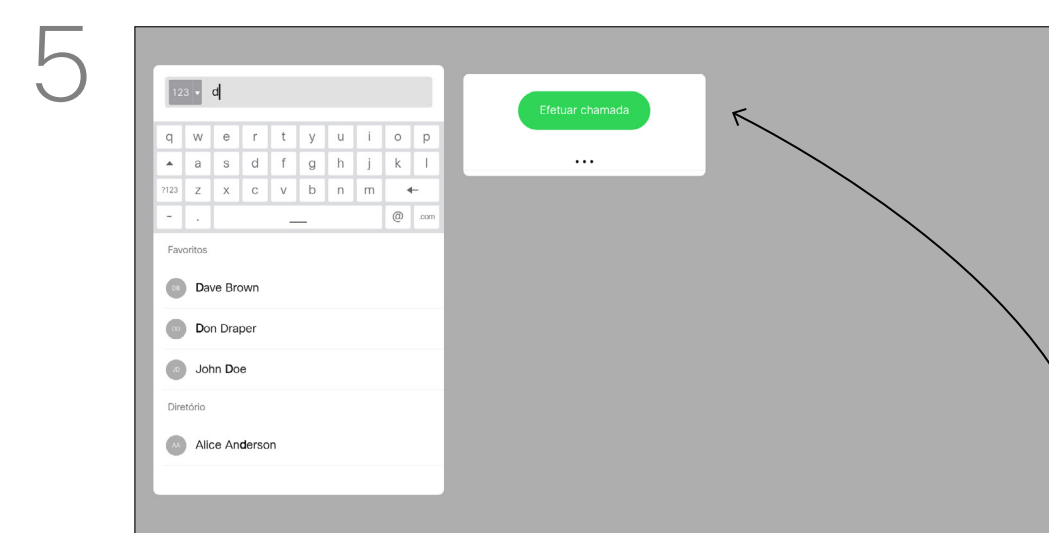 5
123 d
q w e r t y u i o p
a s d f g h j k l
?123 z x c v b n m
- . @ .com
Favoritos
DB Dave Brown
DD Don Draper
JD John Doe
Diretório
AA Alice Anderson
Efetuar chamada
...